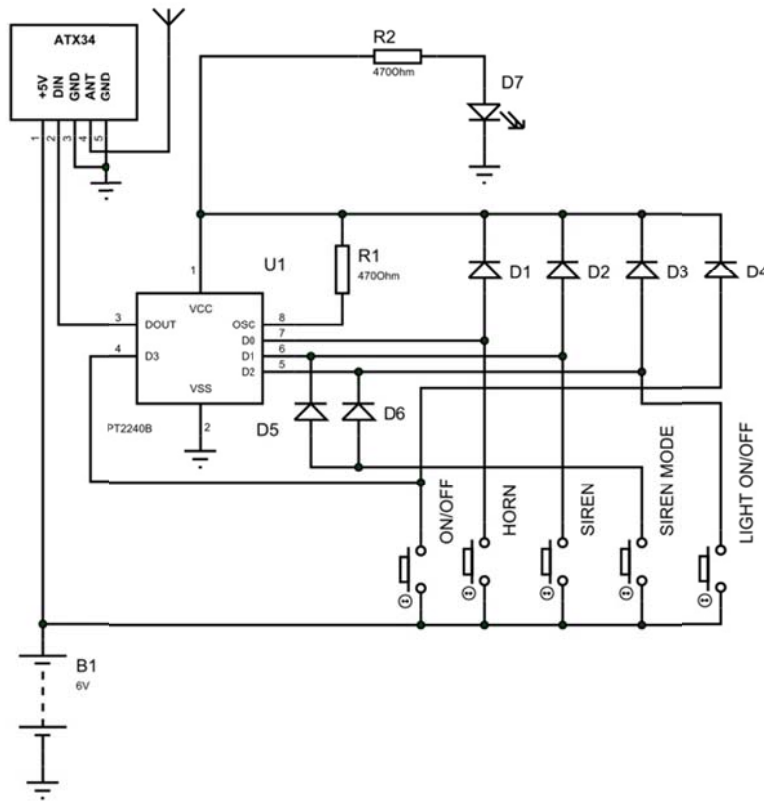 ATX34
+5V
DIN
GND
ANT
GND
1
2
3
4
5
R2
470Ohm
D7
U1
1
VCC
R1
470Ohm
D1
D2
D3
D4
3
DOUT
OSC
8
D0
7
4
D3
D1
6
D2
5
VSS
PT2240B
2
D5
D6
ON/OFF
HORN
SIREN
SIREN MODE
LIGHT ON/OFF
B1
6V